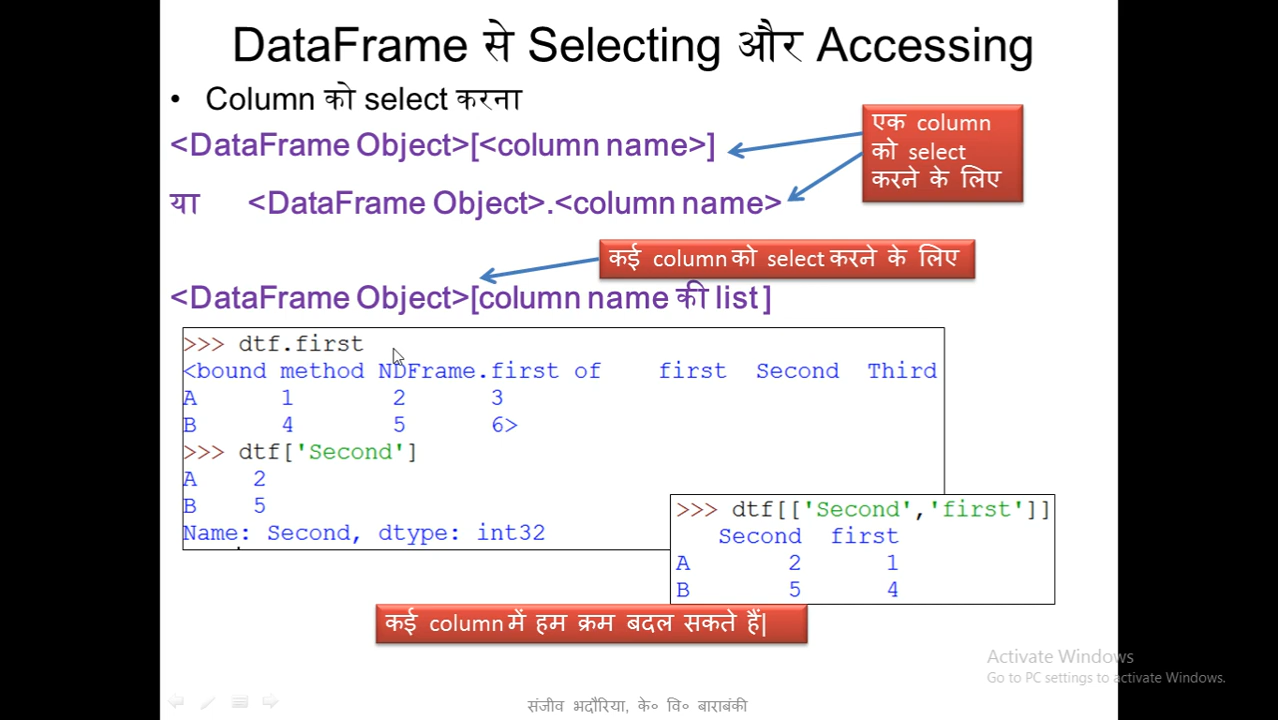 DataFrame से Selecting और Accessing
• Column को select करना
<DataFrame Object>[<column name>]
एक column
को select
करने के लिए
या <DataFrame Object>.<column name>
कई column को select करने के लिए
<DataFrame Object>[column name की list ]
>>> dtf.first
<bound method NDFrame.first of first Second Third
A 1 2 3
B 4 5 6>
>>> dtf['Second']
A 2
B 5
Name: Second, dtype: int32
>>> dtf[['Second','first']]
Second first
A 2 1
B 5 4
कई column में हम क्रम बदल सकते हैं|
Activate Windows
Go to PC settings to activate Windows.
संजीव भदौरिया, के० वि० बाराबंकी